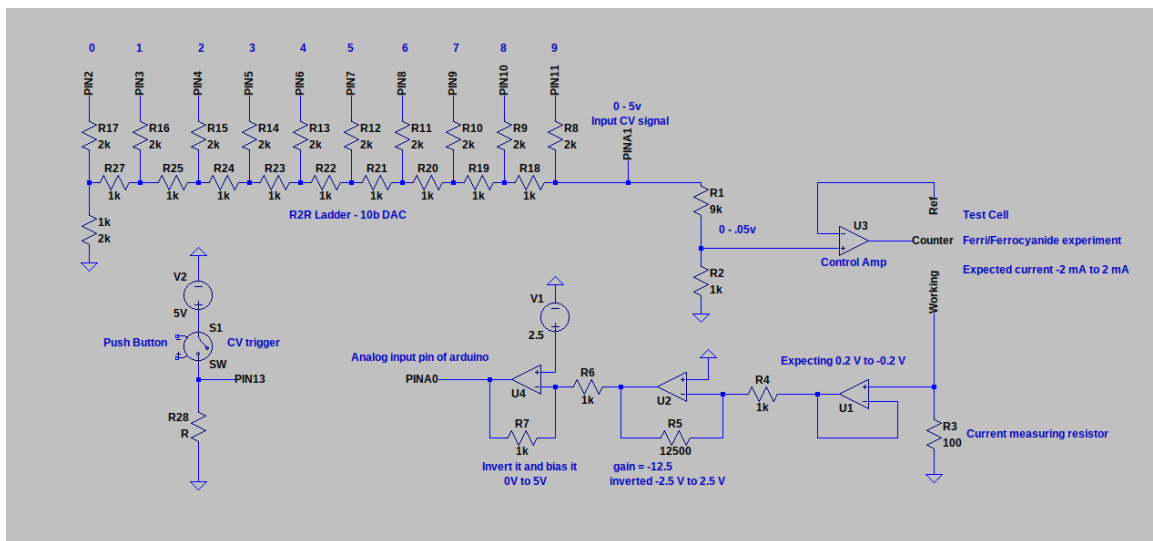 0 1 2 3 4 5 6 7 8 9
PIN2 PIN3 PIN4 PIN5 PIN6 PIN7 PIN8 PIN9 PIN10 PIN11
0 - 5v
Input CV signal
PINA1
R17 R16 R15 R14 R13 R12 R11 R10 R9 R8
2k 2k 2k 2k 2k 2k 2k 2k 2k 2k
R27 R25 R24 R23 R22 R21 R20 R19 R18
1k 1k 1k 1k 1k 1k 1k 1k 1k
R2R Ladder - 10b DAC
1k
2k
R1
9k
0 - .05v
R2
1k
U3
Control Amp
Ref
Counter
Working
Test Cell
Ferri/Ferrocyanide experiment
Expected current -2 mA to 2 mA
V2
5V
S1
SW
Push Button
CV trigger
PIN13
R28
R
V1
2.5
Analog input pin of arduino
PINA0
U4
R7
1k
Invert it and bias it
0V to 5V
R6
1k
U2
R5
12500
gain = -12.5
inverted -2.5 V to 2.5 V
R4
1k
Expecting 0.2 V to -0.2 V
U1
R3
100
Current measuring resistor